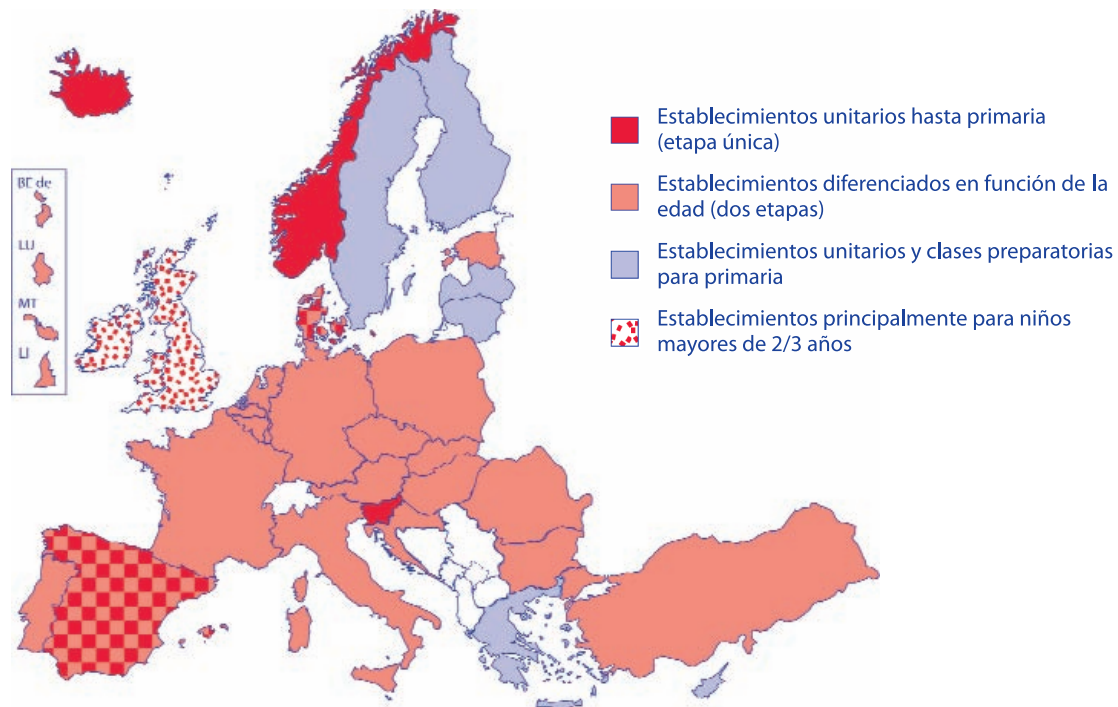 Establecimientos unitarios hasta primaria
(etapa única)
Establecimientos diferenciados en función de la
edad (dos etapas)
Establecimientos unitarios y clases preparatorias
para primaria
Establecimientos principalmente para niños
mayores de 2/3 años
BE de
LU
MT
LI